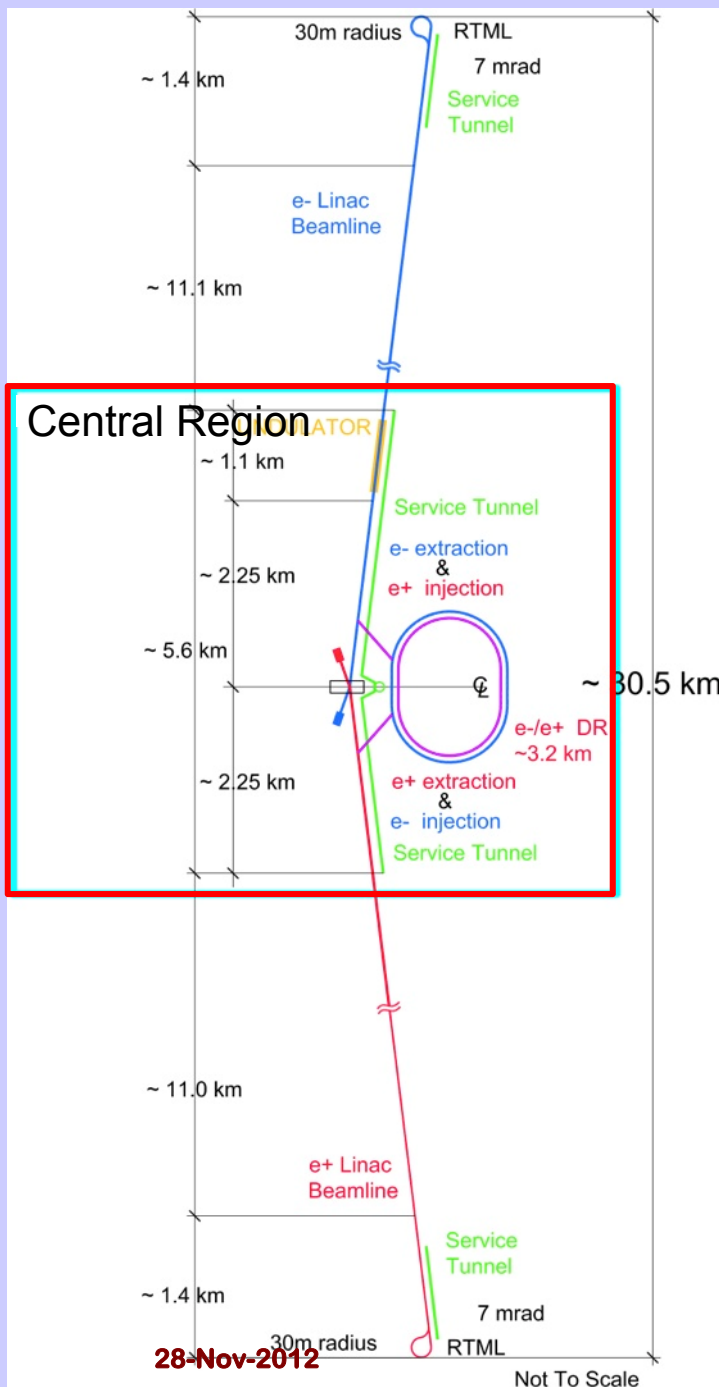 30m radius
RTML
7 mrad
~ 1.4 km
Service
Tunnel
e- Linac
Beamline
~ 11.1 km
Central Region
~ 1.1 km
Service Tunnel
e- extraction
&
e+ injection
~ 2.25 km
~ 5.6 km
~ 30.5 km
e-/e+ DR
~3.2 km
~ 2.25 km
e+ extraction
&
e- injection
Service Tunnel
~ 11.0 km
e+ Linac
Beamline
Service
Tunnel
~ 1.4 km
7 mrad
30m radius
RTML
28-Nov-2012
Not To Scale